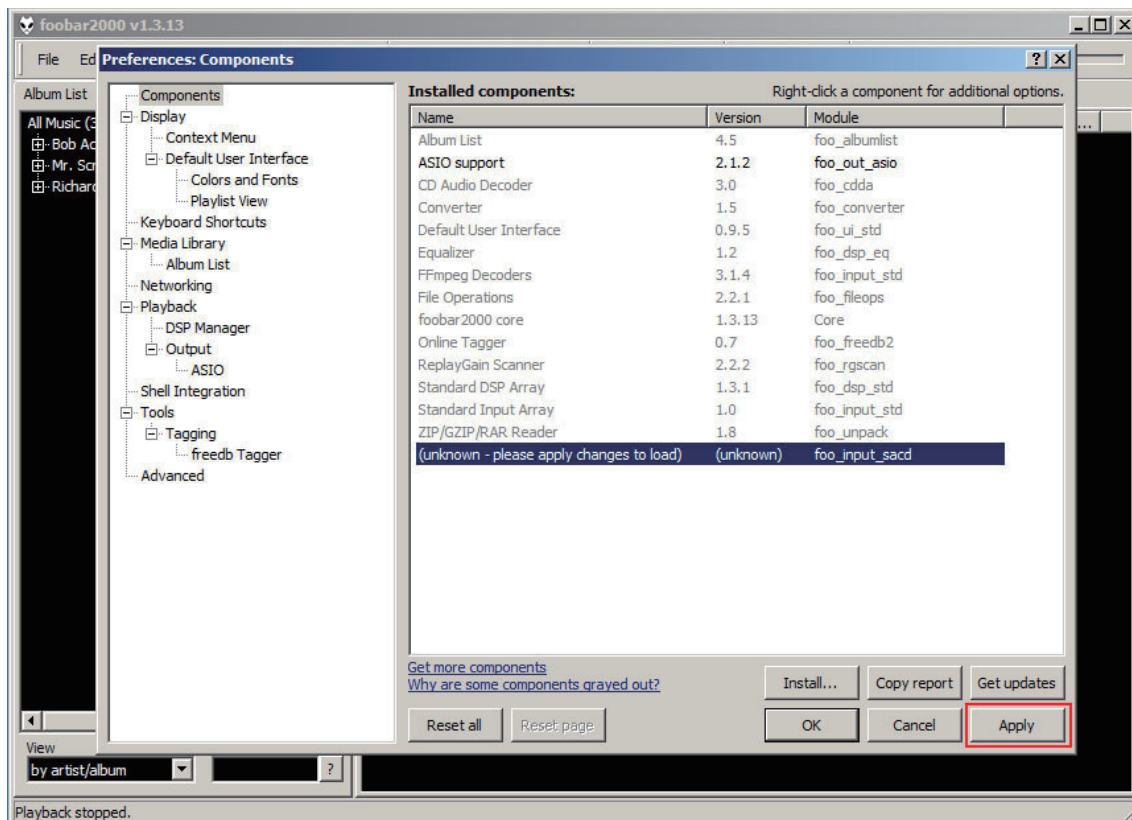 foobar2000 v1.3.13
File Ed
Preferences: Components
Album List
All Music (3
Bob Ac
Mr. Scr
Richard
Components
Display
Context Menu
Default User Interface
Colors and Fonts
Playlist View
Keyboard Shortcuts
Media Library
Album List
Networking
Playback
DSP Manager
Output
ASIO
Shell Integration
Tools
Tagging
freedb Tagger
Advanced
Installed components: Right-click a component for additional options.
Name Version Module
Album List 4.5 foo_albumlist
ASIO support 2.1.2 foo_out_asio
CD Audio Decoder 3.0 foo_cdda
Converter 1.5 foo_converter
Default User Interface 0.9.5 foo_ui_std
Equalizer 1.2 foo_dsp_eq
FFmpeg Decoders 3.1.4 foo_input_std
File Operations 2.2.1 foo_fileops
foobar2000 core 1.3.13 Core
Online Tagger 0.7 foo_freedb2
ReplayGain Scanner 2.2.2 foo_rgscan
Standard DSP Array 1.3.1 foo_dsp_std
Standard Input Array 1.0 foo_input_std
ZIP/GZIP/RAR Reader 1.8 foo_unpack
(unknown - please apply changes to load) (unknown) foo_input_sacd
Get more components
Why are some components grayed out?
Install... Copy report Get updates
Reset all Reset page OK Cancel Apply
...
View
by artist/album ?
Playback stopped.